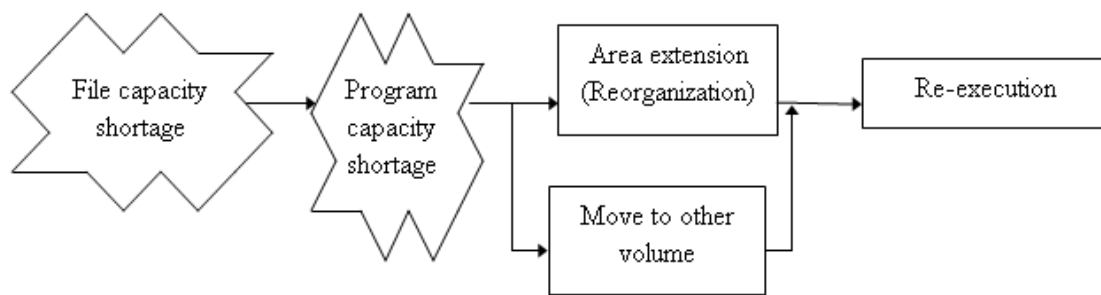 File capacity
shortage
Program
capacity
shortage
Area extension
(Reorganization)
Move to other
volume
Re-execution